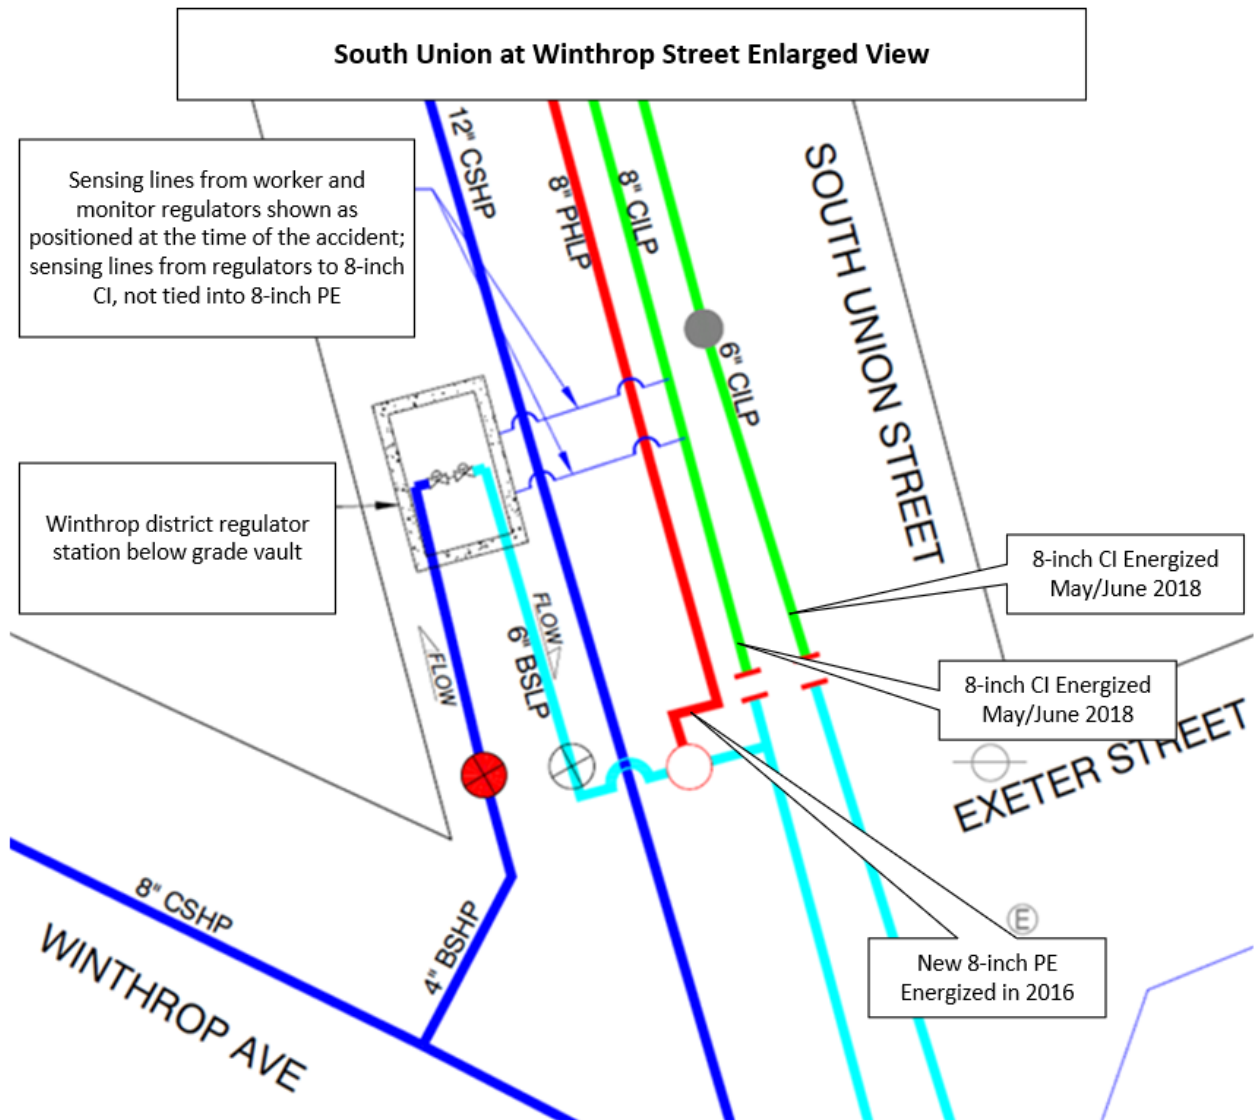 South Union at Winthrop Street Enlarged View
12" CSHP
8" PHLP
8" CILP
6" CILP
SOUTH UNION STREET
Sensing lines from worker and
monitor regulators shown as
positioned at the time of the accident;
sensing lines from regulators to 8-inch
CI, not tied into 8-inch PE
Winthrop district regulator
station below grade vault
8-inch CI Energized
May/June 2018
8-inch CI Energized
May/June 2018
FLOW
6" BSLP
FLOW
EXETER STREET
8" CSHP
4" BSHP
WINTHROP AVE
E
New 8-inch PE
Energized in 2016